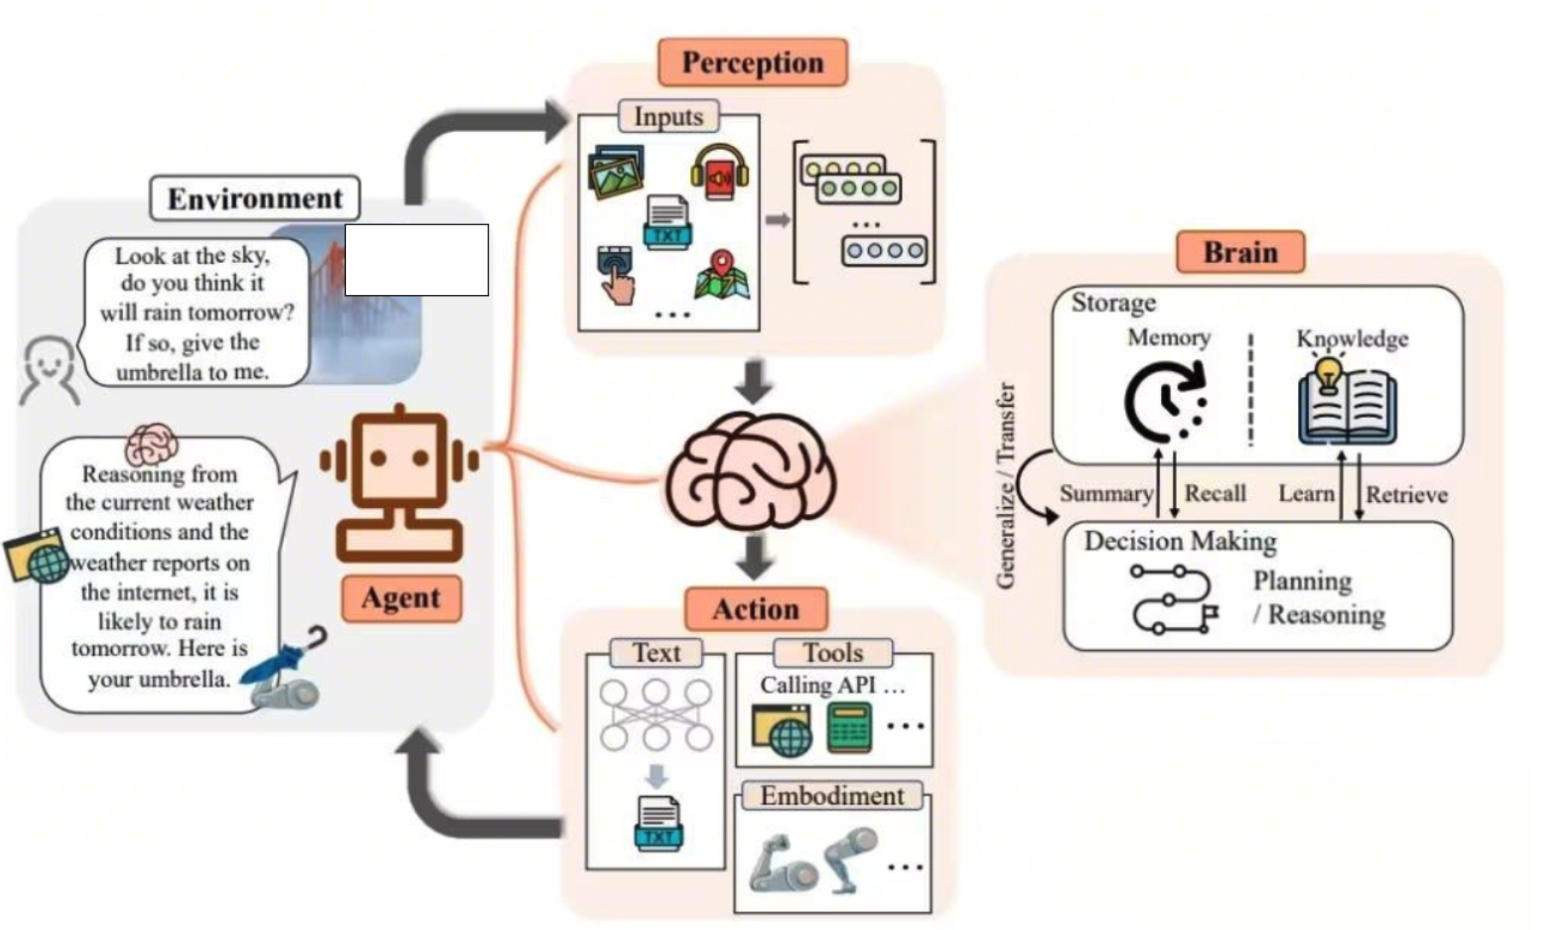 Environment
Look at the sky,
do you think it
will rain tomorrow?
If so, give the
umbrella to me.
Reasoning from
the current weather
conditions and the
weather reports on
the internet, it is
likely to rain
tomorrow. Here is
your umbrella.
Agent
Perception
Inputs
TXT
...
...
Action
Text
TXT
Tools
Calling API ...
...
Embodiment
...
Brain
Storage
Memory
Knowledge
Generalize / Transfer
Summary
Recall
Learn
Retrieve
Decision Making
Planning
/ Reasoning